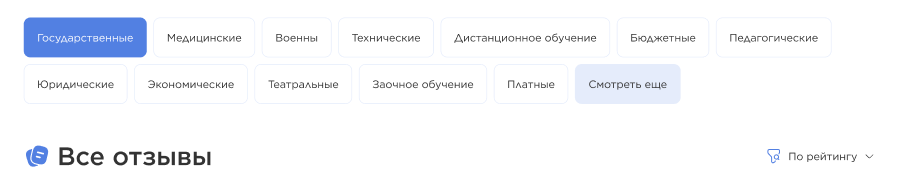 Государственные Медицинские Военны Технические Дистанционное обучение Бюджетные Педагогические
Юридические Экономические Театральные Заочное обучение Платные Смотреть еще
Все отзывы По рейтингу